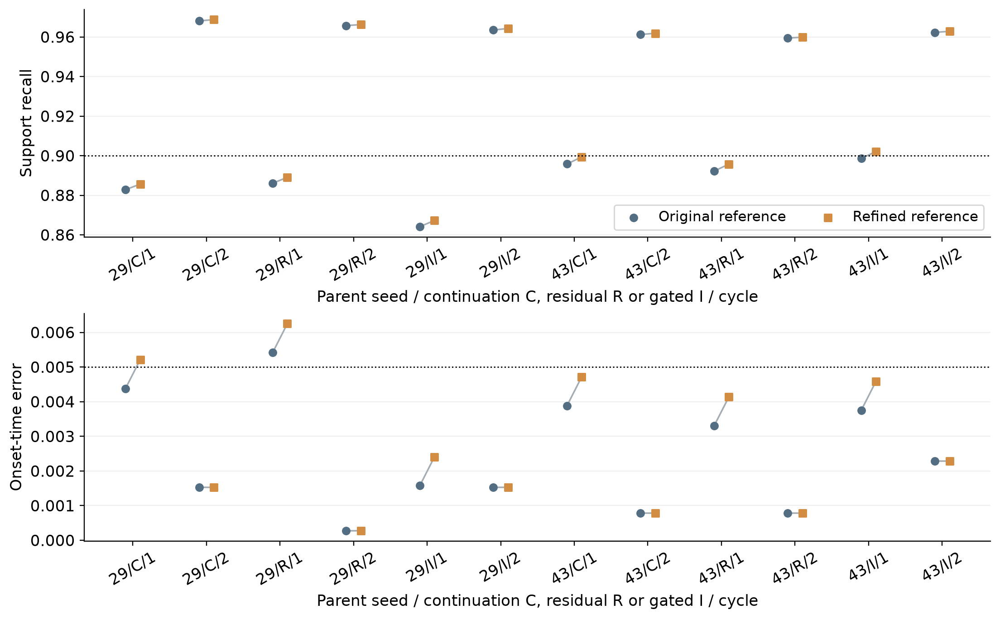 Support recall
0.96
0.94
0.92
0.90
0.88
0.86
Original reference
Refined reference
29/C/1
29/C/2
29/R/1
29/R/2
29/I/1
29/I/2
43/C/1
43/C/2
43/R/1
43/R/2
43/I/1
43/I/2
Parent seed / continuation C, residual R or gated I / cycle
Onset-time error
0.006
0.005
0.004
0.003
0.002
0.001
0.000
29/C/1
29/C/2
29/R/1
29/R/2
29/I/1
29/I/2
43/C/1
43/C/2
43/R/1
43/R/2
43/I/1
43/I/2
Parent seed / continuation C, residual R or gated I / cycle